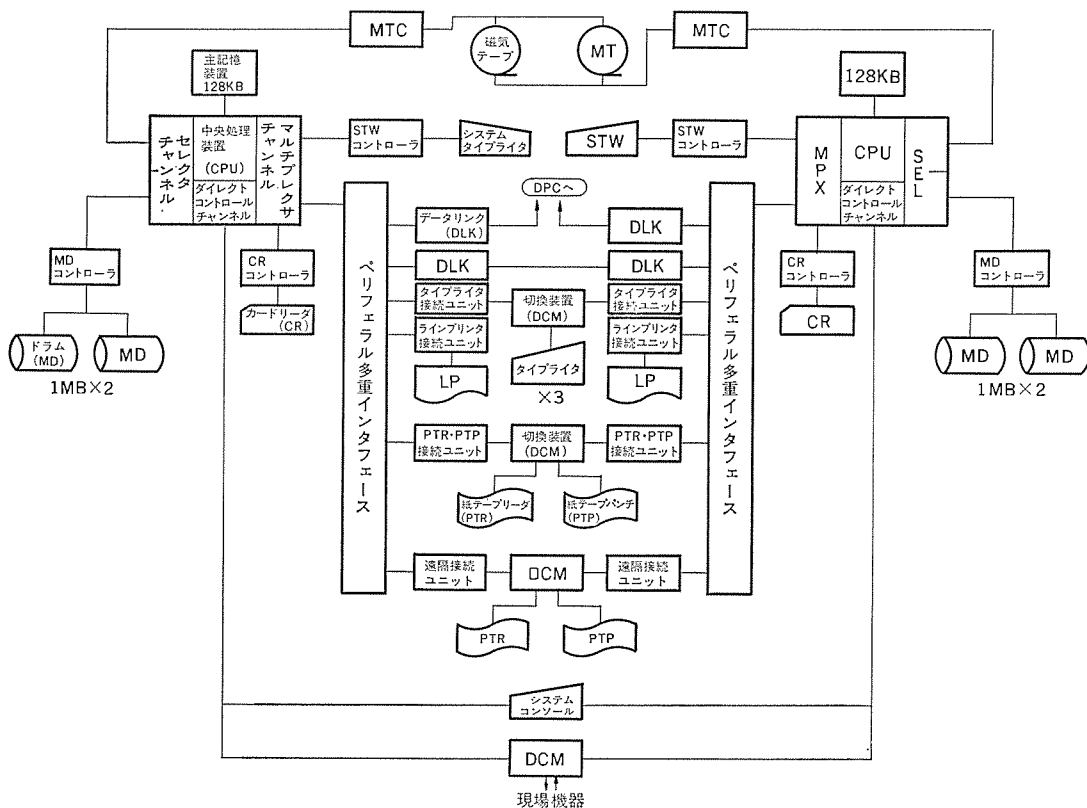 MTC
磁気
テープ
MT
MTC
主記憶
装置
128KB
128KB
セレクタ
チャンネル
中央処理
装置
(CPU)
ダイレクト
コントロール
チャンネル
マルチプレクサ
チャンネル
STW
コントローラ
システム
タイプライタ
STW
STW
コントローラ
MPX
CPU
ダイレクト
コントロール
チャンネル
SEL
DPCへ
データリンク
(DLK)
DLK
DLK
DLK
MD
コントローラ
CR
コントローラ
CR
コントローラ
MD
コントローラ
ペリフェラル多重インタフェース
ペリフェラル多重インタフェース
タイプライタ
接続ユニット
切換装置
(DCM)
タイプライタ
接続ユニット
カードリーダ
(CR)
CR
ラインプリンタ
接続ユニット
ラインプリンタ
接続ユニット
ドラム
(MD)
MD
1MB×2
MD
MD
1MB×2
LP
タイプライタ
×3
LP
PTR・PTP
接続ユニット
切換装置
(DCM)
PTR・PTP
接続ユニット
紙テープリーダ
(PTR)
紙テープパンチ
(PTP)
遠隔接続
ユニット
DCM
遠隔接続
ユニット
PTR
PTP
システム
コンソール
DCM
現場機器